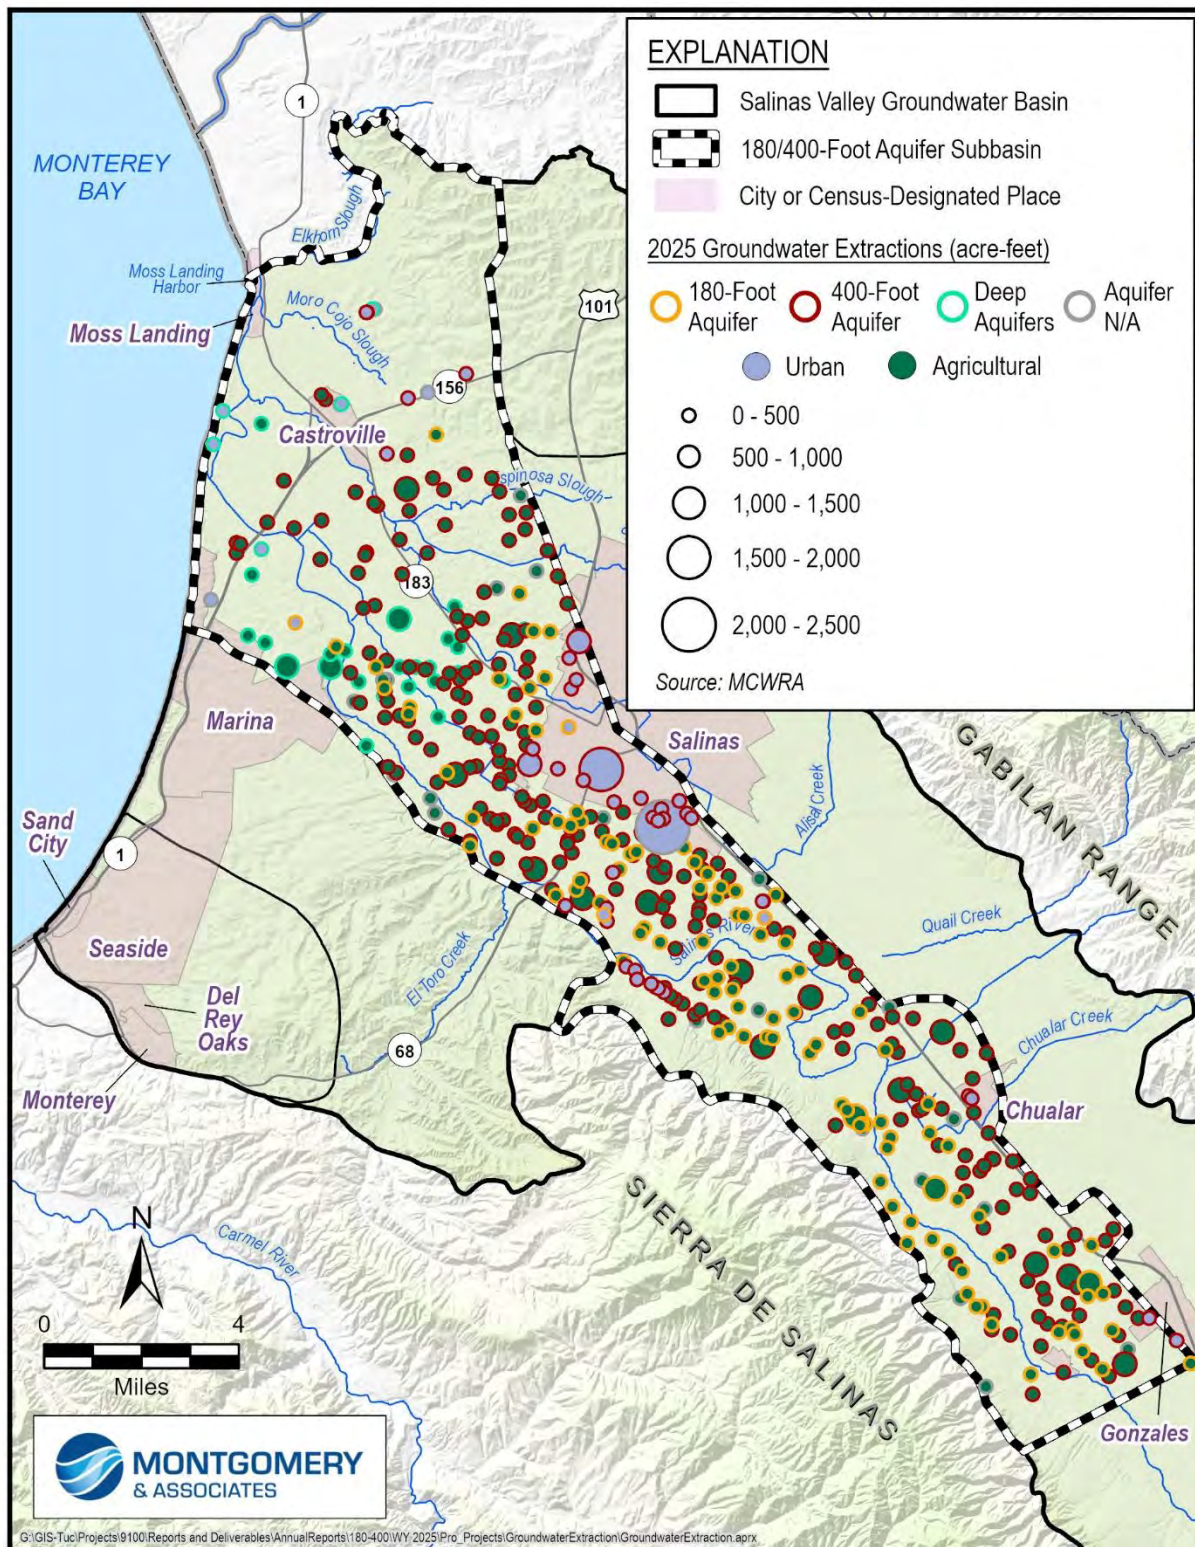 EXPLANATION
Salinas Valley Groundwater Basin
180/400-Foot Aquifer Subbasin
City or Census-Designated Place
2025 Groundwater Extractions (acre-feet)
180-Foot Aquifer
400-Foot Aquifer
Deep Aquifers
Aquifer N/A
Urban
Agricultural
0 - 500
500 - 1,000
1,000 - 1,500
1,500 - 2,000
2,000 - 2,500
Source: MCWRA
1
MONTEREY
BAY
Elkhorn Slough
Moss Landing
Harbor
Moro Cojo Slough
101
Moss Landing
156
Castroville
spinosa Slough
183
Marina
Salinas
GABILAN RANGE
Alisal Creek
Sand
City
1
Quail Creek
Seaside
Salinas River
El Toro Creek
Del
Rey
Oaks
Chualar Creek
68
Monterey
Chualar
SIERRA DE SALINAS
N
Carmel River
0 4
Miles
Gonzales
MONTGOMERY
& ASSOCIATES
G:\GIS-Tuc\Projects\9100\Reports and Deliverables\AnnualReports\180-400\WY 2025\Pro_Projects\GroundwaterExtraction\GroundwaterExtraction.aprx